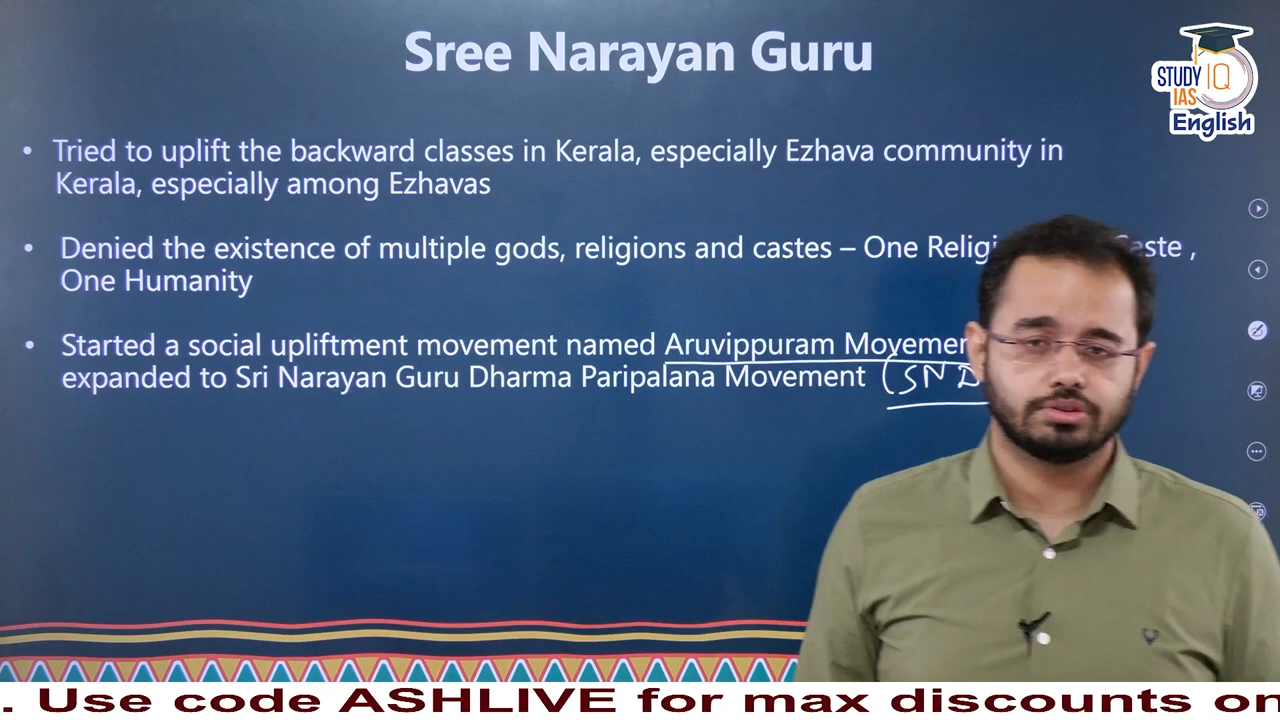 Sree Narayan Guru
STUDY IQ
IAS
English
• Tried to uplift the backward classes in Kerala, especially Ezhava community in
Kerala, especially among Ezhavas
• Denied the existence of multiple gods, religions and castes – One Caste ,
One Humanity
• Started a social upliftment movement named Aruvippuram
expanded to Sri Narayan Guru Dharma Paripalana Movement (SND
. Use code ASHLIVE for max discounts on